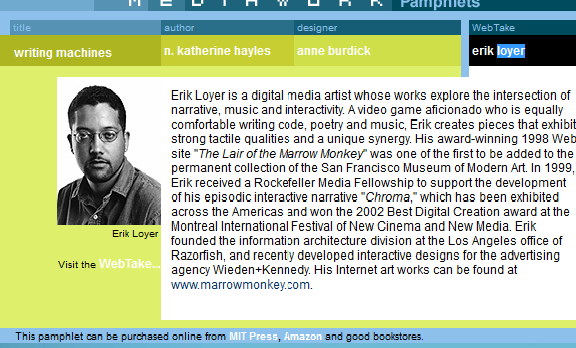 MEDIAWORK Pamphlets
title author designer WebTake
writing machines n. katherine hayles anne burdick erik loyer
Erik Loyer is a digital media artist whose works explore the intersection of
narrative, music and interactivity. A video game aficionado who is equally
comfortable writing code, poetry and music, Erik creates pieces that exhibit
strong tactile qualities and a unique synergy. His award-winning 1998 Web
site "The Lair of the Marrow Monkey" was one of the first to be added to the
permanent collection of the San Francisco Museum of Modern Art. In 1999,
Erik received a Rockefeller Media Fellowship to support the development
of his episodic interactive narrative "Chroma," which has been exhibited
across the Americas and won the 2002 Best Digital Creation award at the
Montreal International Festival of New Cinema and New Media. Erik
founded the information architecture division at the Los Angeles office of
Razorfish, and recently developed interactive designs for the advertising
agency Wieden+Kennedy. His Internet art works can be found at
www.marrowmonkey.com.
Erik Loyer
Visit the WebTake...
This pamphlet can be purchased online from MIT Press, Amazon and good bookstores.